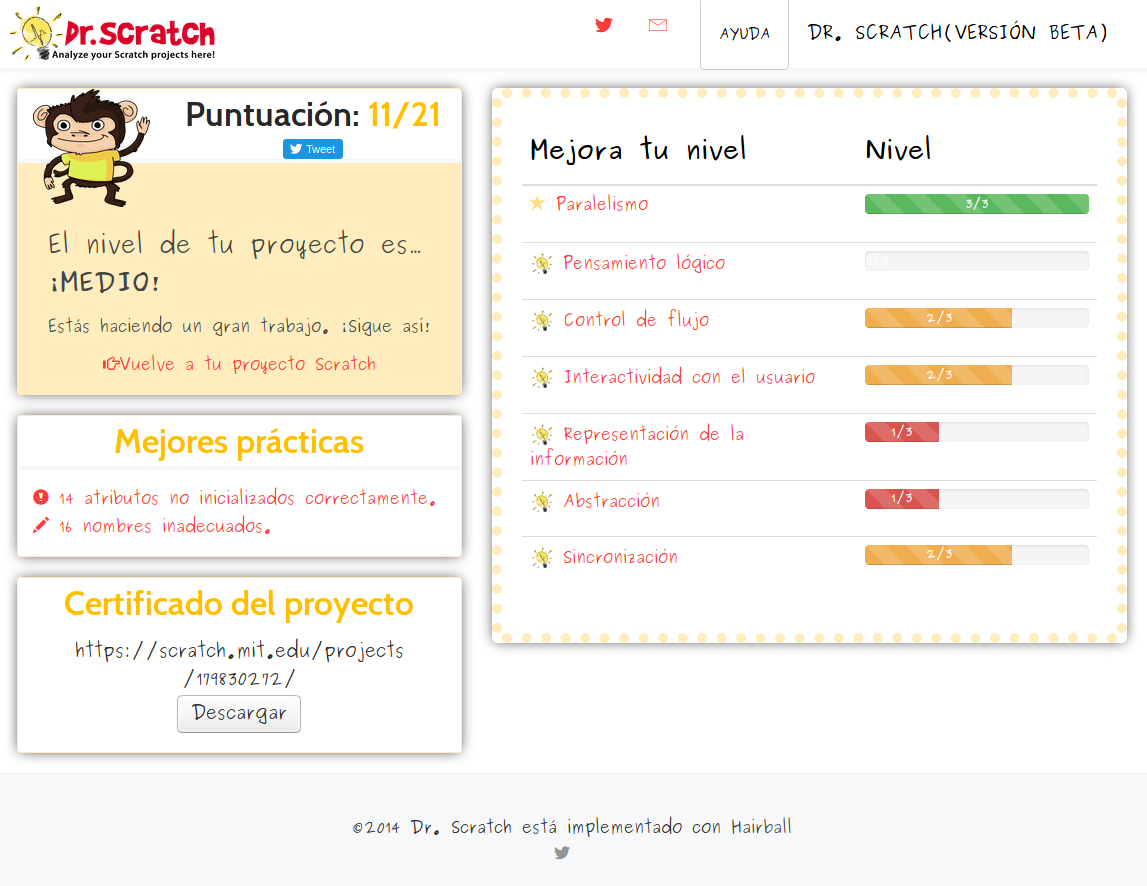 Dr.Scratch
Analyze your Scratch projects here!
AYUDA
DR. SCRATCH(VERSIÓN BETA)
Puntuación: 11/21
Tweet
El nivel de tu proyecto es…
¡MEDIO!
Estás haciendo un gran trabajo. ¡Sigue así!
Vuelve a tu proyecto Scratch
Mejores prácticas
14 atributos no inicializados correctamente.
16 nombres inadecuados.
Certificado del proyecto
https://scratch.mit.edu/projects
/179830272/
Descargar
Mejora tu nivel Nivel
Paralelismo 3/3
Pensamiento lógico 0/3
Control de flujo 2/3
Interactividad con el usuario 2/3
Representación de la 1/3
información
Abstracción 1/3
Sincronización 2/3
©2014 Dr. Scratch está implementado con Hairball